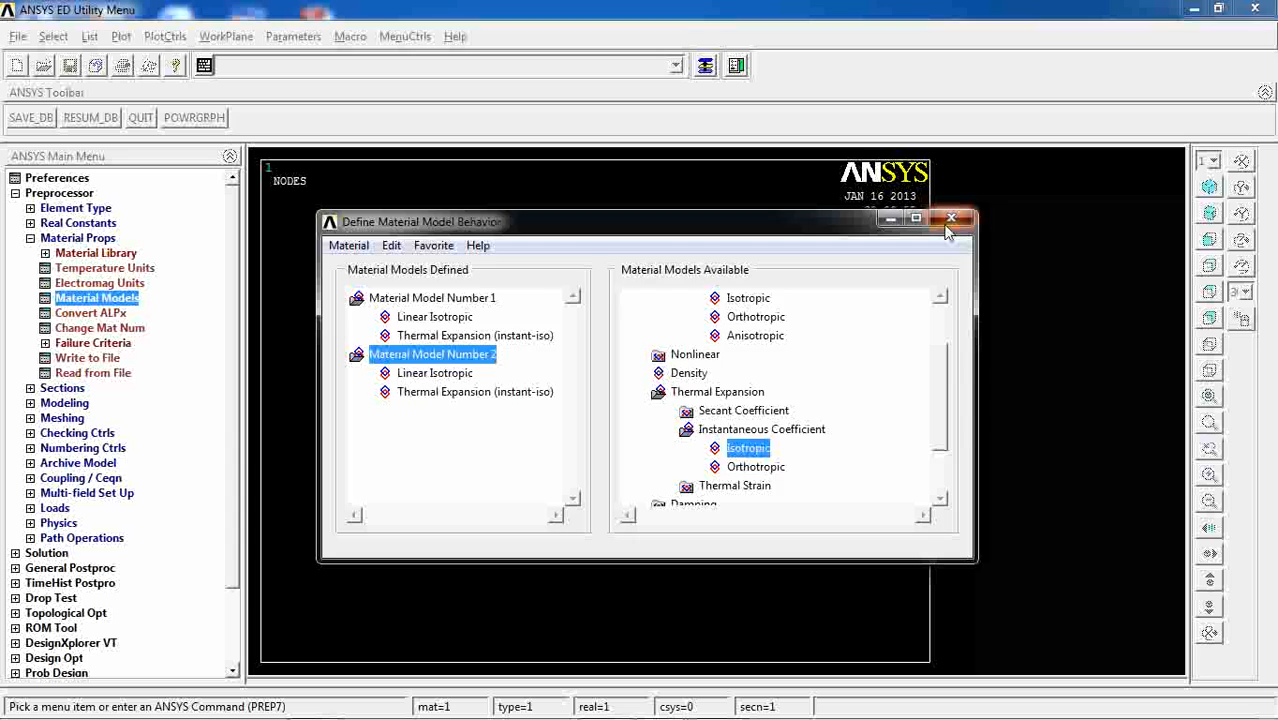 ANSYS ED Utility Menu
File Select List Plot PlotCtrls WorkPlane Parameters Macro MenuCtrls Help
ANSYS Toolbar
SAVE_DB RESUM_DB QUIT POWRGRPH
ANSYS Main Menu
Preferences
Preprocessor
Element Type
Real Constants
Material Props
Material Library
Temperature Units
Electromag Units
Material Models
Convert ALPx
Change Mat Num
Failure Criteria
Write to File
Read from File
Sections
Modeling
Meshing
Checking Ctrls
Numbering Ctrls
Archive Model
Coupling / Ceqn
Multi-field Set Up
Loads
Physics
Path Operations
Solution
General Postproc
TimeHist Postpro
Drop Test
Topological Opt
ROM Tool
DesignXplorer VT
Design Opt
Prob Design
1
NODES
ANSYS
JAN 16 2013
Define Material Model Behavior
Material Edit Favorite Help
Material Models Defined
Material Model Number 1
Linear Isotropic
Thermal Expansion (instant-iso)
Material Model Number 2
Linear Isotropic
Thermal Expansion (instant-iso)
Material Models Available
Isotropic
Orthotropic
Anisotropic
Nonlinear
Density
Thermal Expansion
Secant Coefficient
Instantaneous Coefficient
Isotropic
Orthotropic
Thermal Strain
Damping
1
3
Pick a menu item or enter an ANSYS Command (PREP7) mat=1 type=1 real=1 csys=0 secn=1